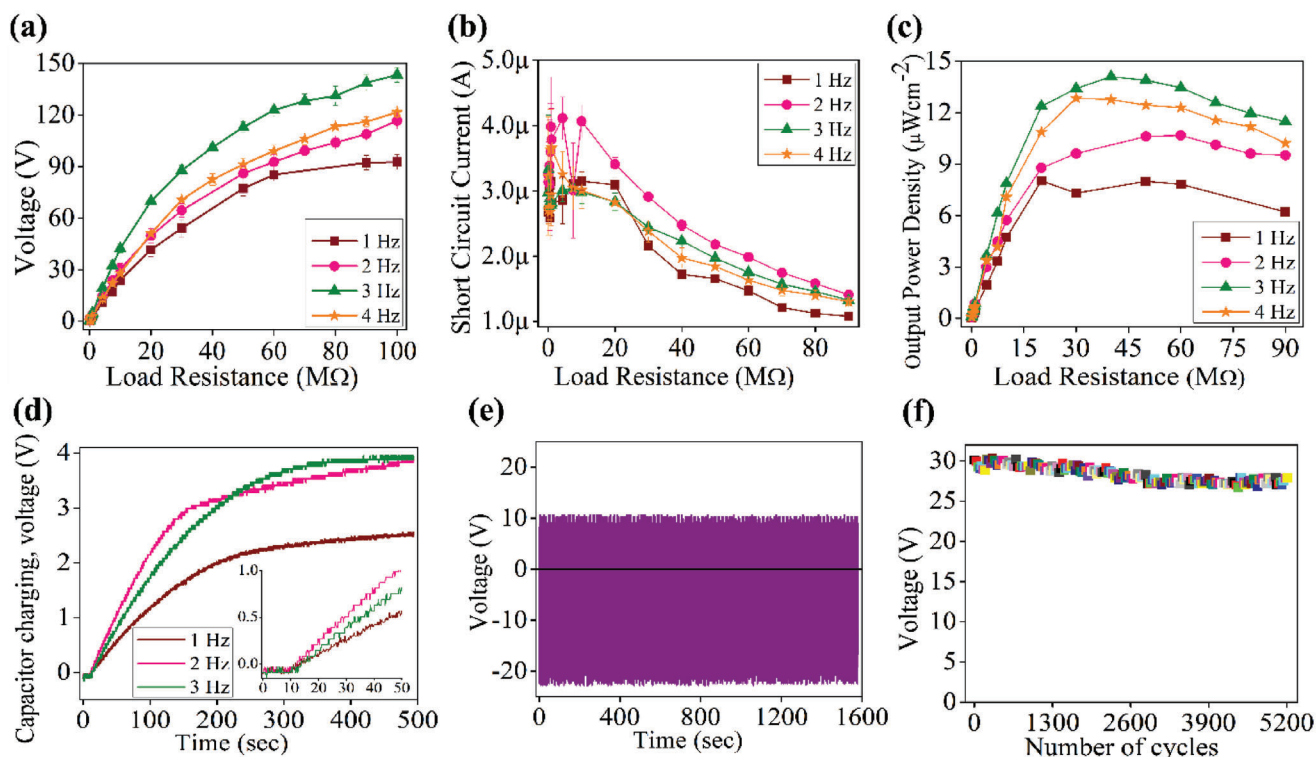 (a)
150
120
90
60
30
0
Voltage (V)
1 Hz
2 Hz
3 Hz
4 Hz
0 20 40 60 80 100
Load Resistance (MΩ)
(b)
5.0μ
4.0μ
3.0μ
2.0μ
1.0μ
Short Circuit Current (A)
1 Hz
2 Hz
3 Hz
4 Hz
0 20 40 60 80
Load Resistance (MΩ)
(c)
15
12
9
6
3
0
Output Power Density (μWcm⁻²)
1 Hz
2 Hz
3 Hz
4 Hz
0 15 30 45 60 75 90
Load Resistance (MΩ)
(d)
4
3
2
1
0
Capacitor charging, voltage (V)
1 Hz
2 Hz
3 Hz
1.0
0.5
0.0
0 10 20 30 40 50
0 100 200 300 400 500
Time (sec)
(e)
20
10
0
-10
-20
Voltage (V)
0 400 800 1200 1600
Time (sec)
(f)
30
25
20
15
10
5
0
Voltage (V)
0 1300 2600 3900 5200
Number of cycles